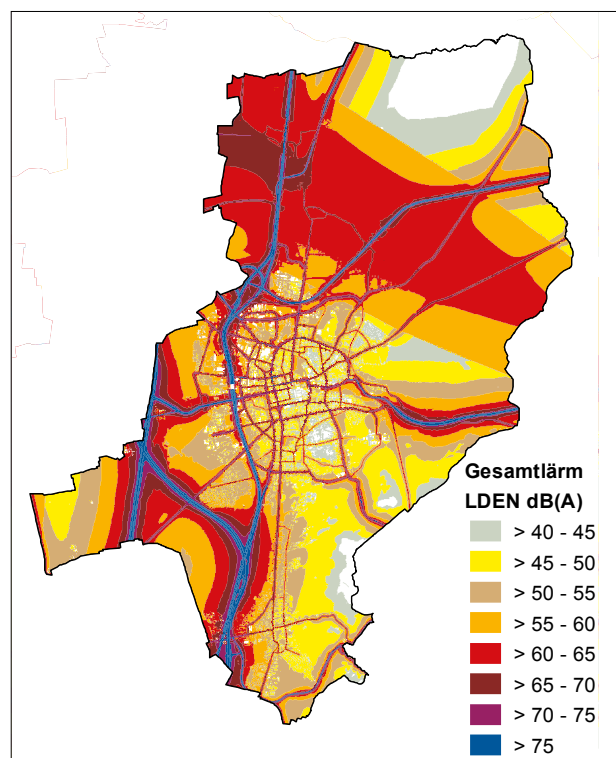 Gesamtlärm
LDEN dB(A)
> 40 - 45
> 45 - 50
> 50 - 55
> 55 - 60
> 60 - 65
> 65 - 70
> 70 - 75
> 75